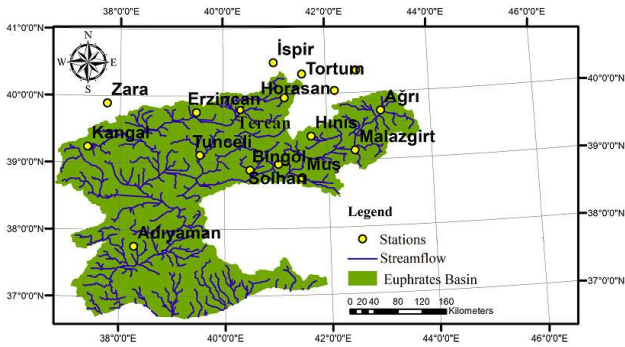 38°0'0"E 40°0'0"E 42°0'0"E 44°0'0"E 46°0'0"E
41°0'0"N
N
W E
S
İspir
Tortum
40°0'0"N
40°0'0"N
Zara
Erzincan
Horasan
Ağrı
Tercan
Kangal
Hınıs
Tunceli
Malazgirt
39°0'0"N
39°0'0"N
Bingöl
Muş
Solhan
Legend
38°0'0"N
38°0'0"N
Adıyaman
Stations
Streamflow
Euphrates Basin
37°0'0"N
37°0'0"N
0 20 40 80 120 160
Kilometers
38°0'0"E 40°0'0"E 42°0'0"E 44°0'0"E 46°0'0"E